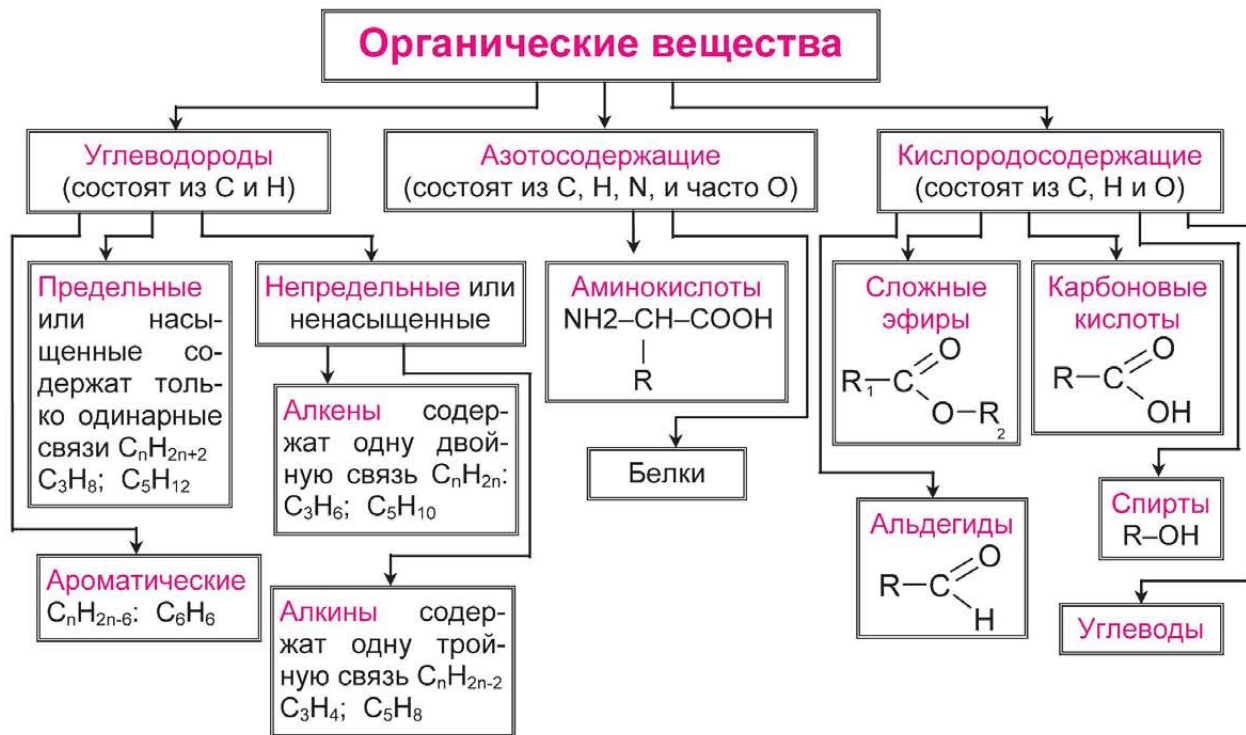 Органические вещества
Углеводороды
(состоят из С и Н)
Азотосодержащие
(состоят из С, Н, N, и часто О)
Кислородосодержащие
(состоят из С, Н и О)
Предельные
или насы-
щенные со-
держат толь-
ко одинарные
связи CₙH₂ₙ₊₂
C₃H₈; C₅H₁₂
Непредельные или
ненасыщенные
Аминокислоты
NH2–CH–COOH
|
R
Сложные
эфиры
R₁–C
O
O–R₂
Карбоновые
кислоты
R–C
O
OH
Алкены содер-
жат одну двой-
ную связь CₙH₂ₙ:
C₃H₆; C₅H₁₀
Белки
Альдегиды
R–C
O
H
Спирты
R–OH
Ароматические
CₙH₂ₙ₋₆: C₆H₆
Алкины содер-
жат одну трой-
ную связь CₙH₂ₙ₋₂
C₃H₄; C₅H₈
Углеводы